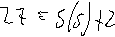 27 = 5(5)+2